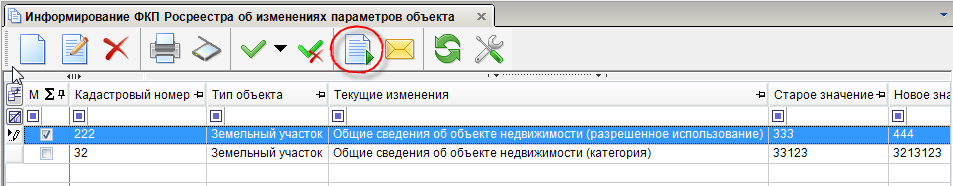 Информирование ФКП Росреестра об изменениях параметров объекта
М Σ Кадастровый номер Тип объекта Текущие изменения Старое значение Новое зна
222 Земельный участок Общие сведения об объекте недвижимости (разрешенное использование) 333 444
32 Земельный участок Общие сведения об объекте недвижимости (категория) 33123 3213123